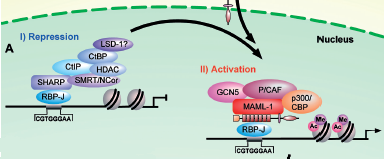 Nucleus
A
I) Repression
LSD-1?
CtBP
CtIP
HDAC
SHARP
SMRT/NCor
RBP-J
CGTGGGAA
II) Activation
GCN5
P/CAF
p300/
CBP
MAML-1
RBP-J
CGTGGGAA
Me
Ac
Me
Ac